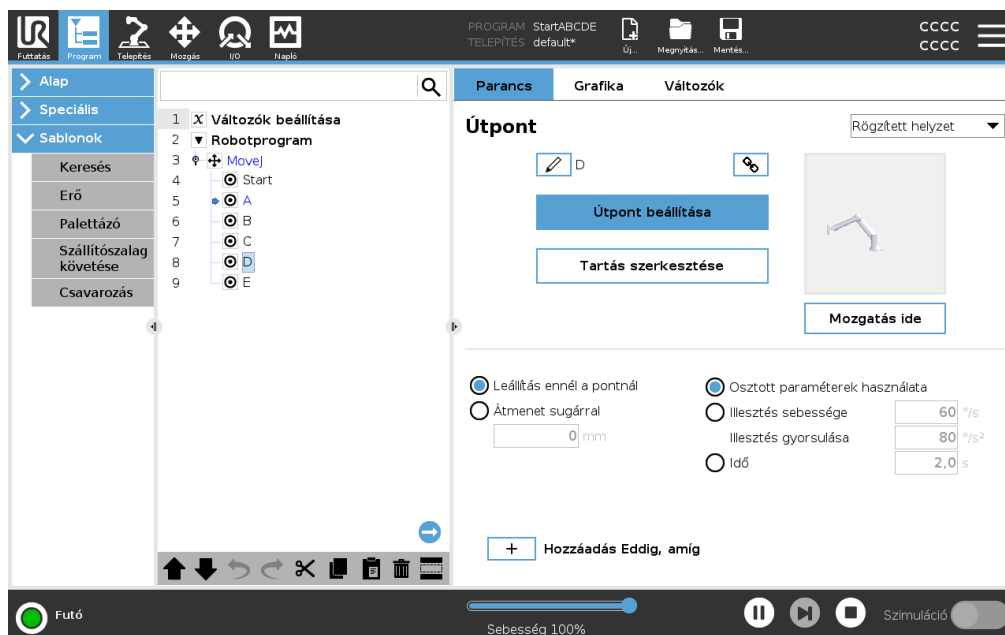 UR
Futtatás
Program
Telepítés
Mozgás
I/O
Napló
PROGRAM StartABCDE
TELEPÍTÉS default*
Új...
Megnyitás...
Mentés...
CCCC
CCCC
Alap
Speciális
Sablonok
Keresés
Erő
Palettázó
Szállítószalag
követése
Csavarozás
1 x Változók beállítása
2 Robotprogram
3 MoveJ
4 Start
5 A
6 B
7 C
8 D
9 E
Parancs
Grafika
Változók
Útpont
Rögzített helyzet
D
Útpont beállítása
Tartás szerkesztése
Mozgatás ide
Leállítás ennél a pontnál
Átmenet sugárral
0 mm
Osztott paraméterek használata
Illesztés sebessége 60 °/s
Illesztés gyorsulása 80 °/s²
Idő 2,0 s
+ Hozzáadás Eddig, amíg
Futó
Sebesség 100%
Szimuláció